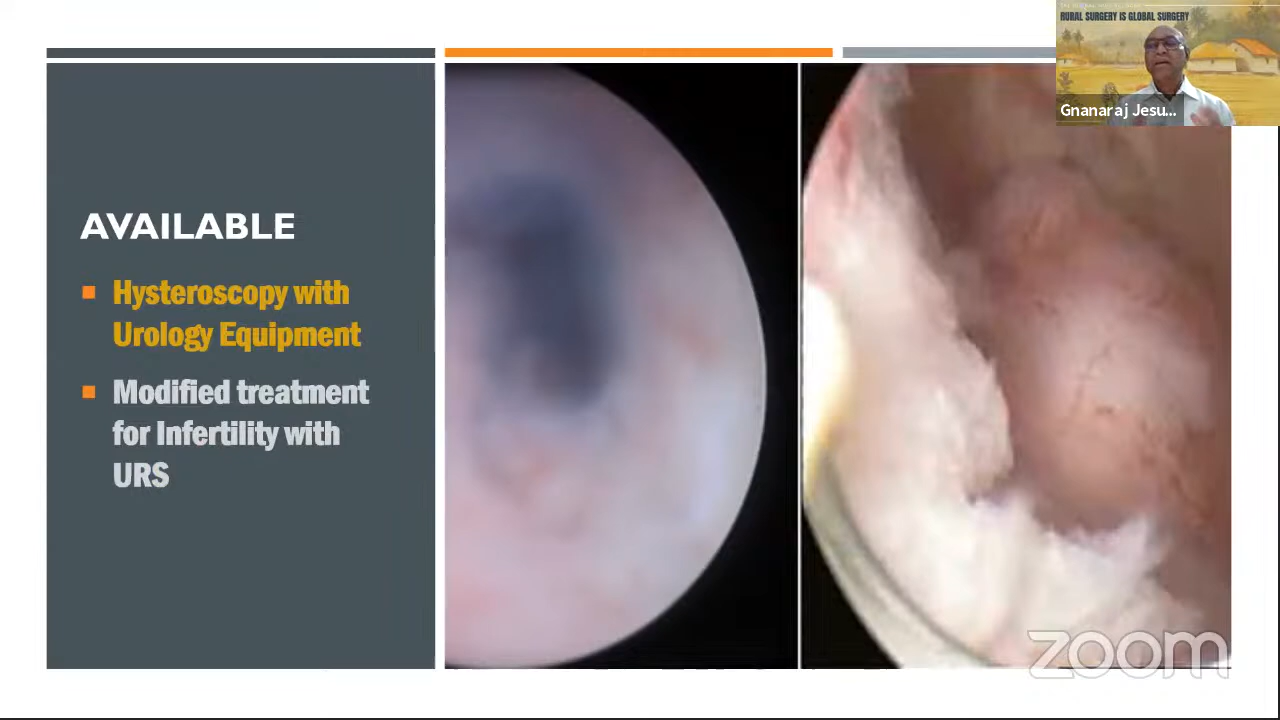 RURAL SURGERY IS GLOBAL SURGERY
Gnanaraj Jesu...
AVAILABLE
Hysteroscopy with
Urology Equipment
Modified treatment
for Infertility with
URS
zoom